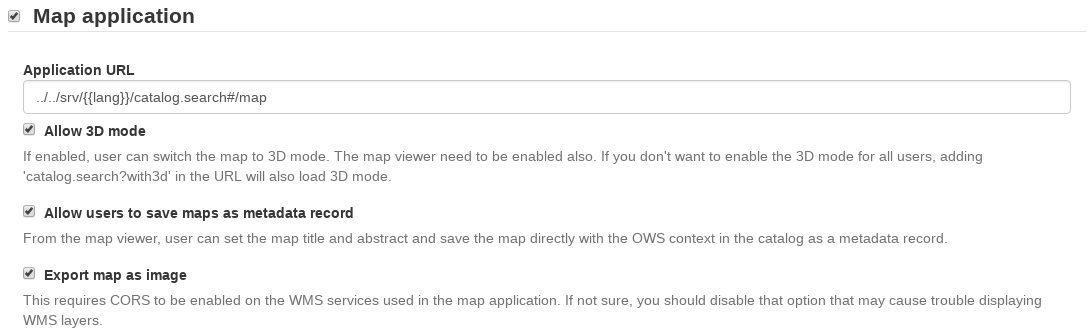 Map application
Application URL
../../srv/{{lang}}/catalog.search#/map
Allow 3D mode
If enabled, user can switch the map to 3D mode. The map viewer need to be enabled also. If you don't want to enable the 3D mode for all users, adding
'catalog.search?with3d' in the URL will also load 3D mode.
Allow users to save maps as metadata record
From the map viewer, user can set the map title and abstract and save the map directly with the OWS context in the catalog as a metadata record.
Export map as image
This requires CORS to be enabled on the WMS services used in the map application. If not sure, you should disable that option that may cause trouble displaying
WMS layers.